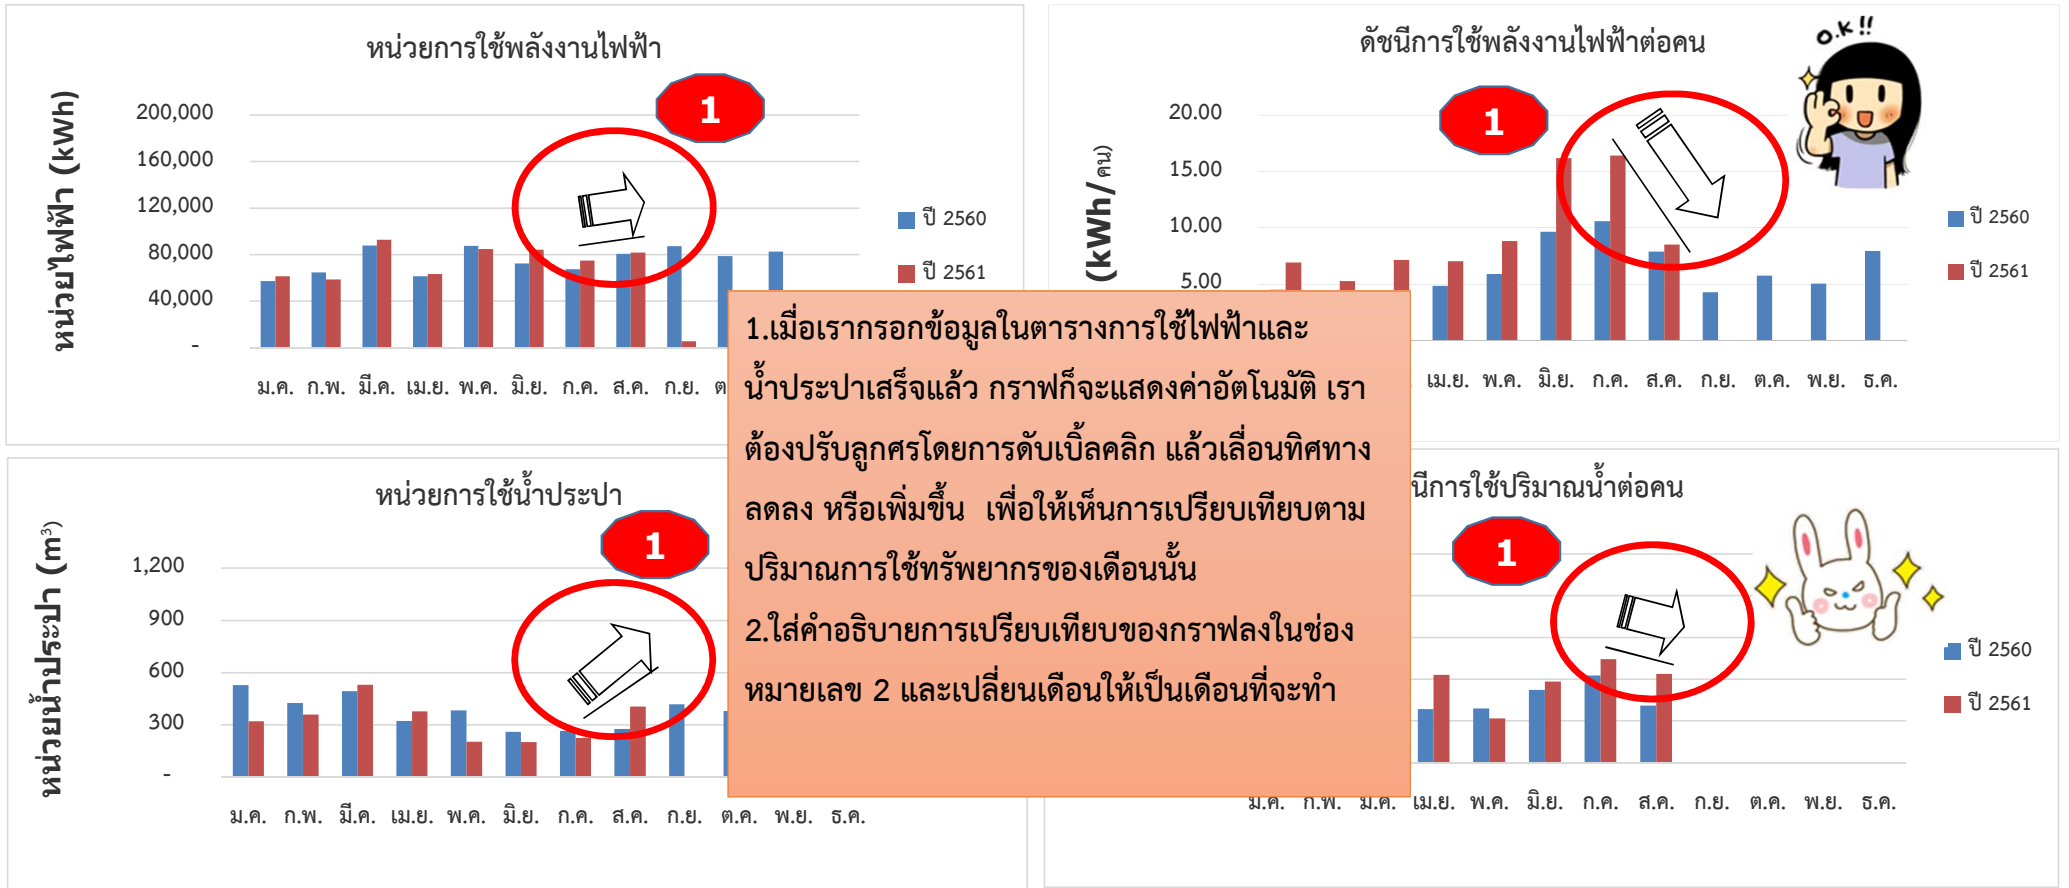 หน่วยการใช้พลังงานไฟฟ้า
1
หน่วยไฟฟ้า (kWh)
200,000
160,000
120,000
80,000
40,000
-
ม.ค. ก.พ. มี.ค. เม.ย. พ.ค. มิ.ย. ก.ค. ส.ค. ก.ย.
ปี 2560
ปี 2561
ดัชนีการใช้พลังงานไฟฟ้าต่อคน
O.K !!
1
(kWh/คน)
20.00
15.00
10.00
5.00
เม.ย. พ.ค. มิ.ย. ก.ค. ส.ค. ก.ย. ต.ค. พ.ย. ธ.ค.
ปี 2560
ปี 2561
1.เมื่อเรากรอกข้อมูลในตารางการใช้ไฟฟ้าและ
น้ำประปาเสร็จแล้ว กราฟก็จะแสดงค่าอัตโนมัติ เรา
ต้องปรับลูกศรโดยการดับเบิ้ลคลิก แล้วเลื่อนทิศทาง
ลดลง หรือเพิ่มขึ้น เพื่อให้เห็นการเปรียบเทียบตาม
ปริมาณการใช้ทรัพยากรของเดือนนั้น
2.ใส่คำอธิบายการเปรียบเทียบของกราฟลงในช่อง
หมายเลข 2 และเปลี่ยนเดือนให้เป็นเดือนที่จะทำ
หน่วยการใช้น้ำประปา
1
หน่วยน้ำประปา (m³)
1,200
900
600
300
-
ม.ค. ก.พ. มี.ค. เม.ย. พ.ค. มิ.ย. ก.ค. ส.ค. ก.ย. ต.ค. พ.ย. ธ.ค.
นีการใช้ปริมาณน้ำต่อคน
1
ปี 2560
ปี 2561
ม.ค. ก.พ. มี.ค. เม.ย. พ.ค. มิ.ย. ก.ค. ส.ค. ก.ย. ต.ค. พ.ย. ธ.ค.